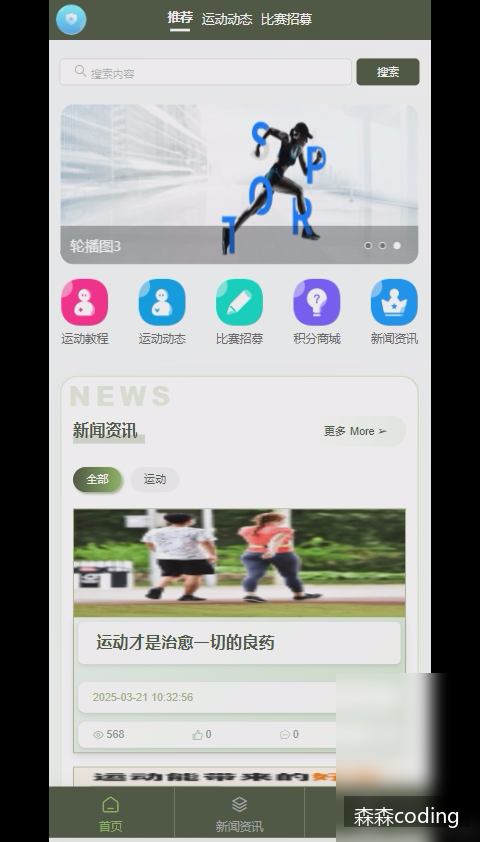 推荐 运动动态 比赛招募
搜索内容 搜索
S
P
O
R
T
轮播图3
运动教程 运动动态 比赛招募 积分商城 新闻资讯
NEWS
新闻资讯 更多 More ➢
全部 运动
运动才是治愈一切的良药
2025-03-21 10:32:56
568 0 0
运动能带来的好
首页 新闻资讯
森森coding